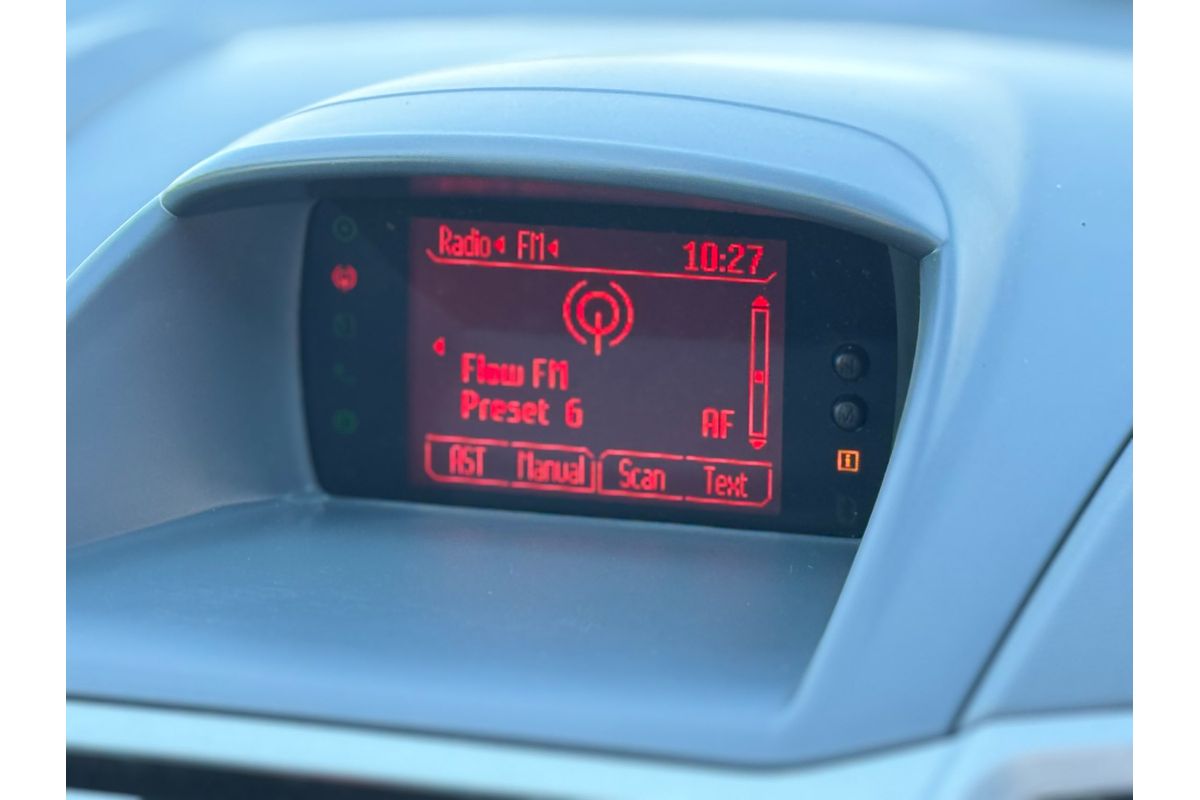 Radio FM 10:27
Flow FM
Preset 6
AF
AST Manual Scan Text